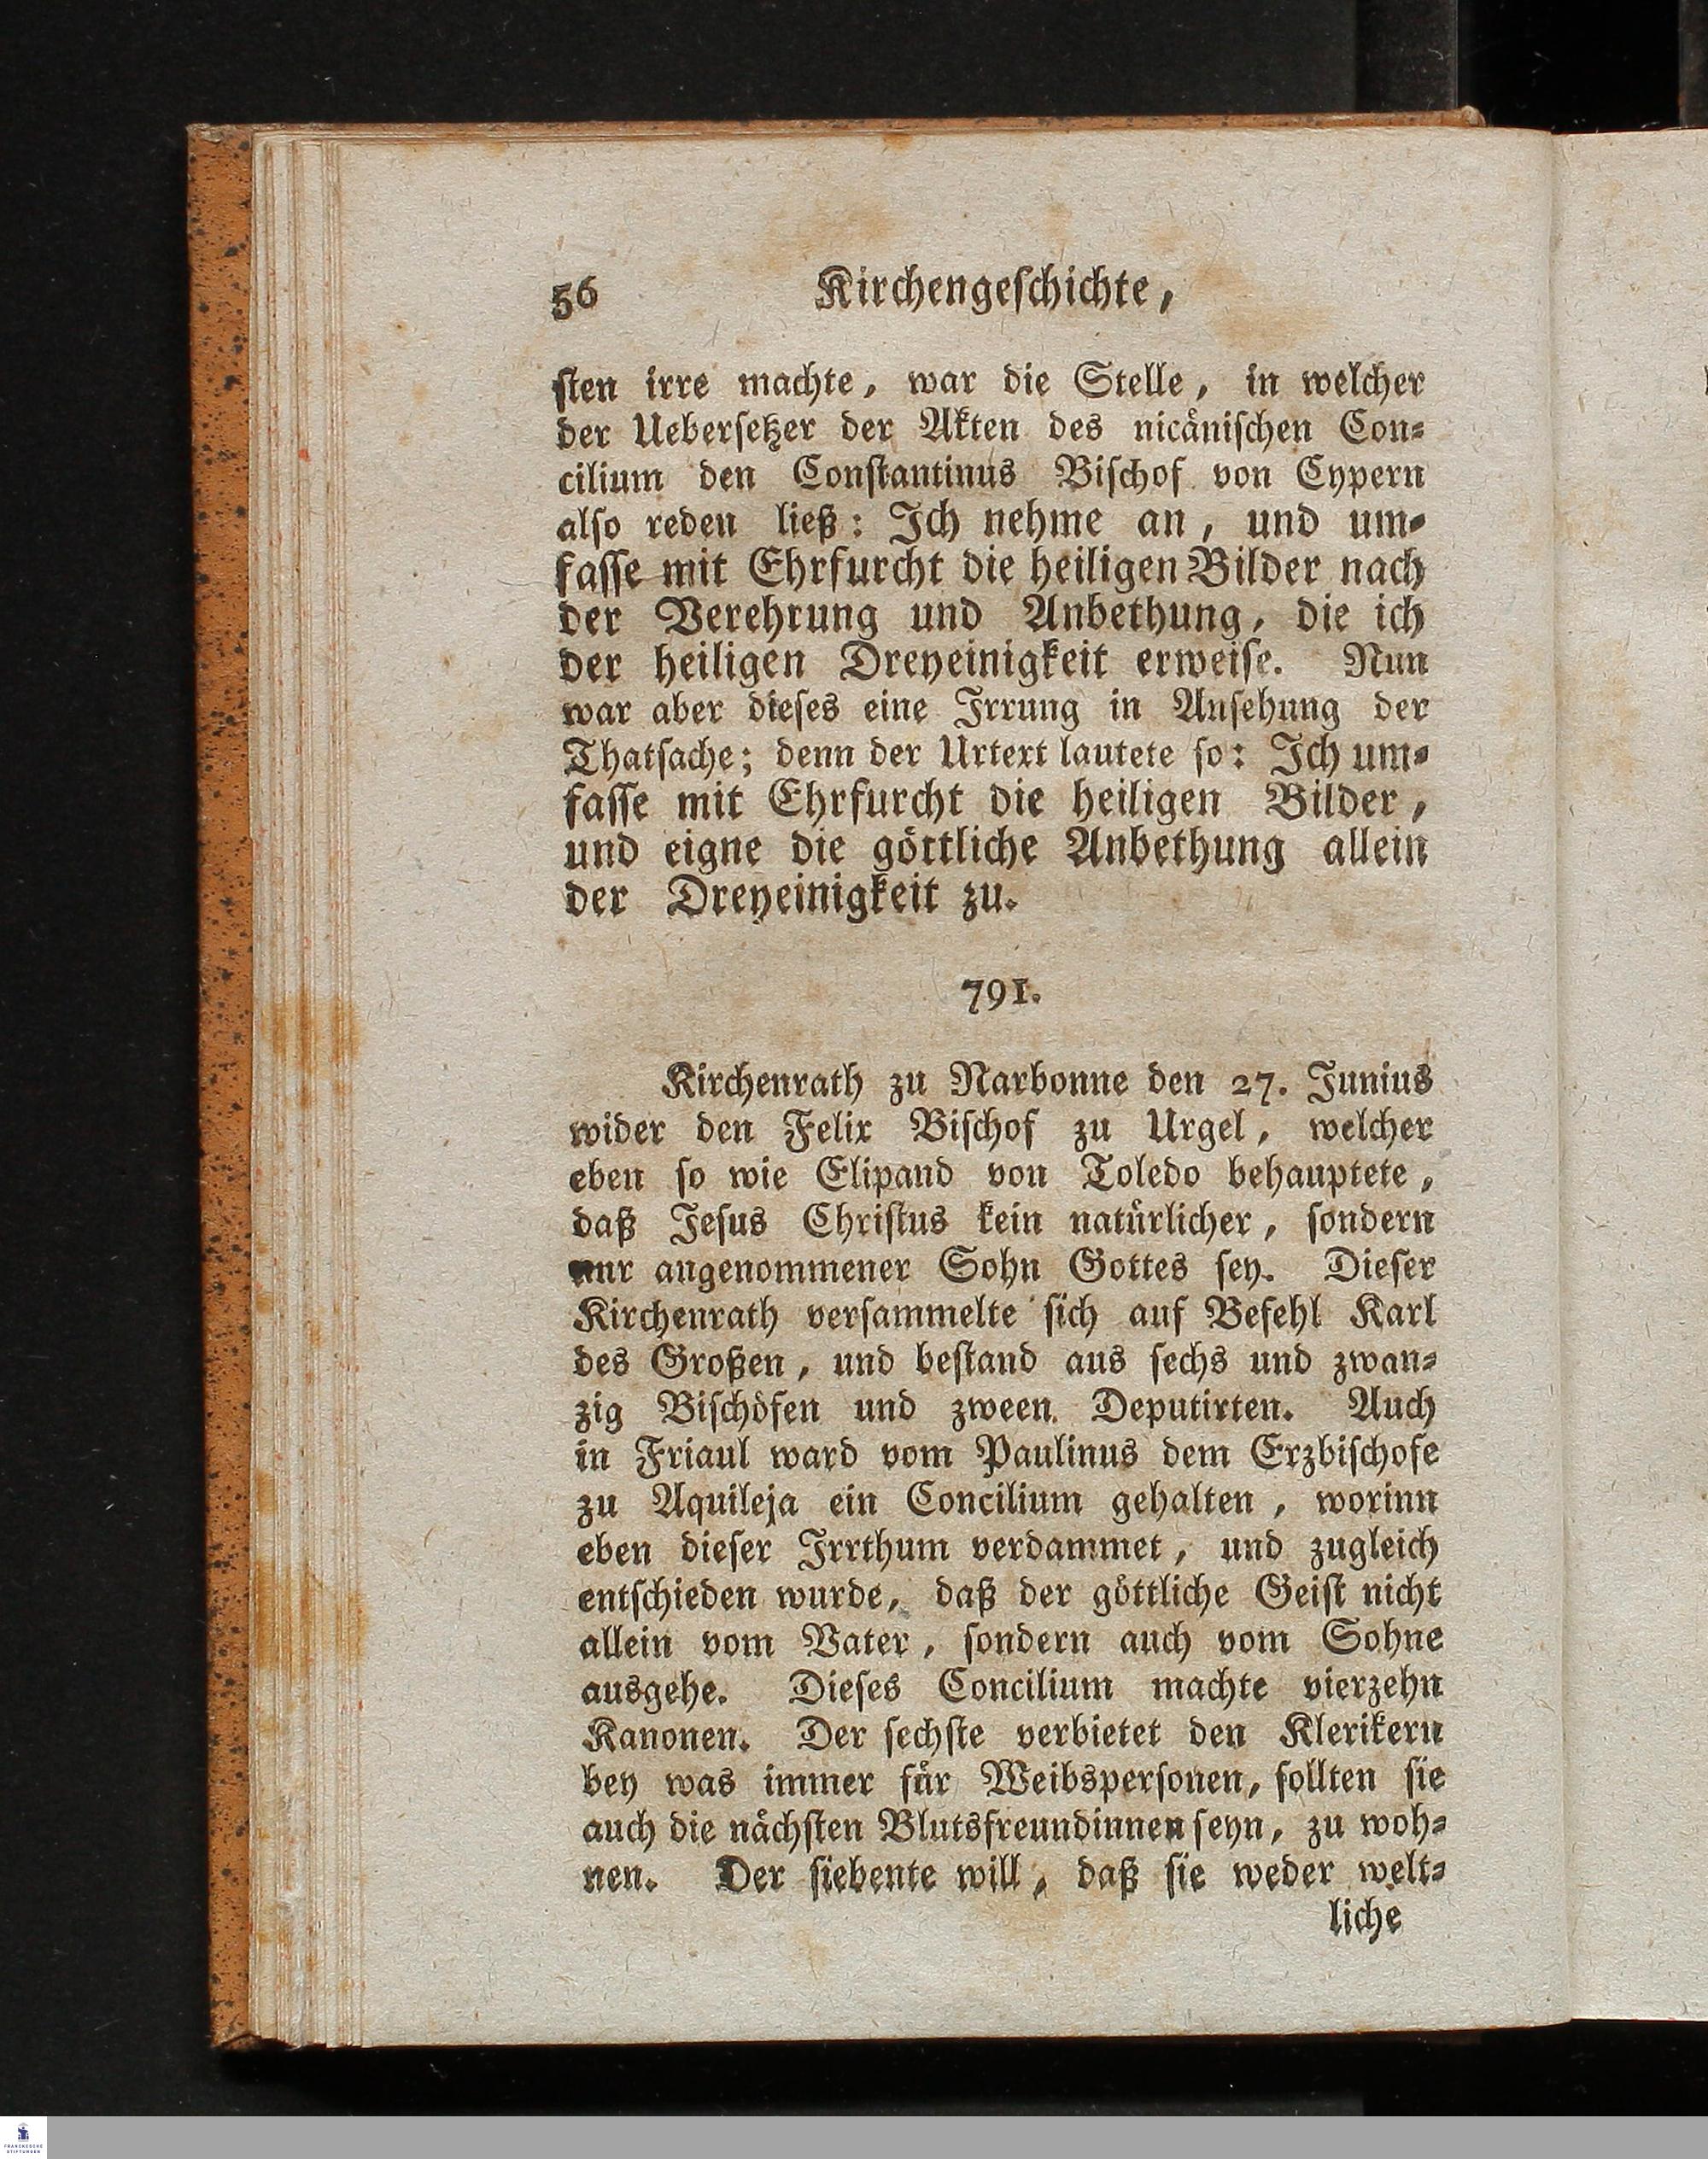 56 Kirchengeschichte,
sten irre machte, war die Stelle, in welcher
der Uebersetzer der Akten des nicänischen Con-
cilium den Constantinus Bischof von Cypern
also reden ließ: Ich nehme an, und um-
fasse mit Ehrfurcht die heiligen Bilder nach
der Verehrung und Anbethung, die ich
der heiligen Dreyeinigkeit erweise. Nun
war aber dieses eine Irrung in Ansehung der
Thatsache; denn der Urtext lautete so: Ich um-
fasse mit Ehrfurcht die heiligen Bilder,
und eigne die göttliche Anbethung allein
der Dreyeinigkeit zu.
791.
Kirchenrath zu Narbonne den 27. Junius
wider den Felix Bischof zu Urgel, welcher
eben so wie Elipand von Toledo behauptete,
daß Jesus Christus kein natürlicher, sondern
nur angenommener Sohn Gottes sey. Dieser
Kirchenrath versammelte sich auf Befehl Karl
des Großen, und bestand aus sechs und zwan-
zig Bischöfen und zween Deputirten. Auch
in Friaul ward vom Paulinus dem Erzbischofe
zu Aquileja ein Concilium gehalten, worinn
eben dieser Irrthum verdammet, und zugleich
entschieden wurde, daß der göttliche Geist nicht
allein vom Vater, sondern auch vom Sohne
ausgehe. Dieses Concilium machte vierzehn
Kanonen. Der sechste verbietet den Klerikern
bey was immer für Weibspersonen, sollten sie
auch die nächsten Blutsfreundinnen seyn, zu woh-
nen. Der siebente will, daß sie weder welt-
liche
FRANCKESCHE
STIFTUNGEN